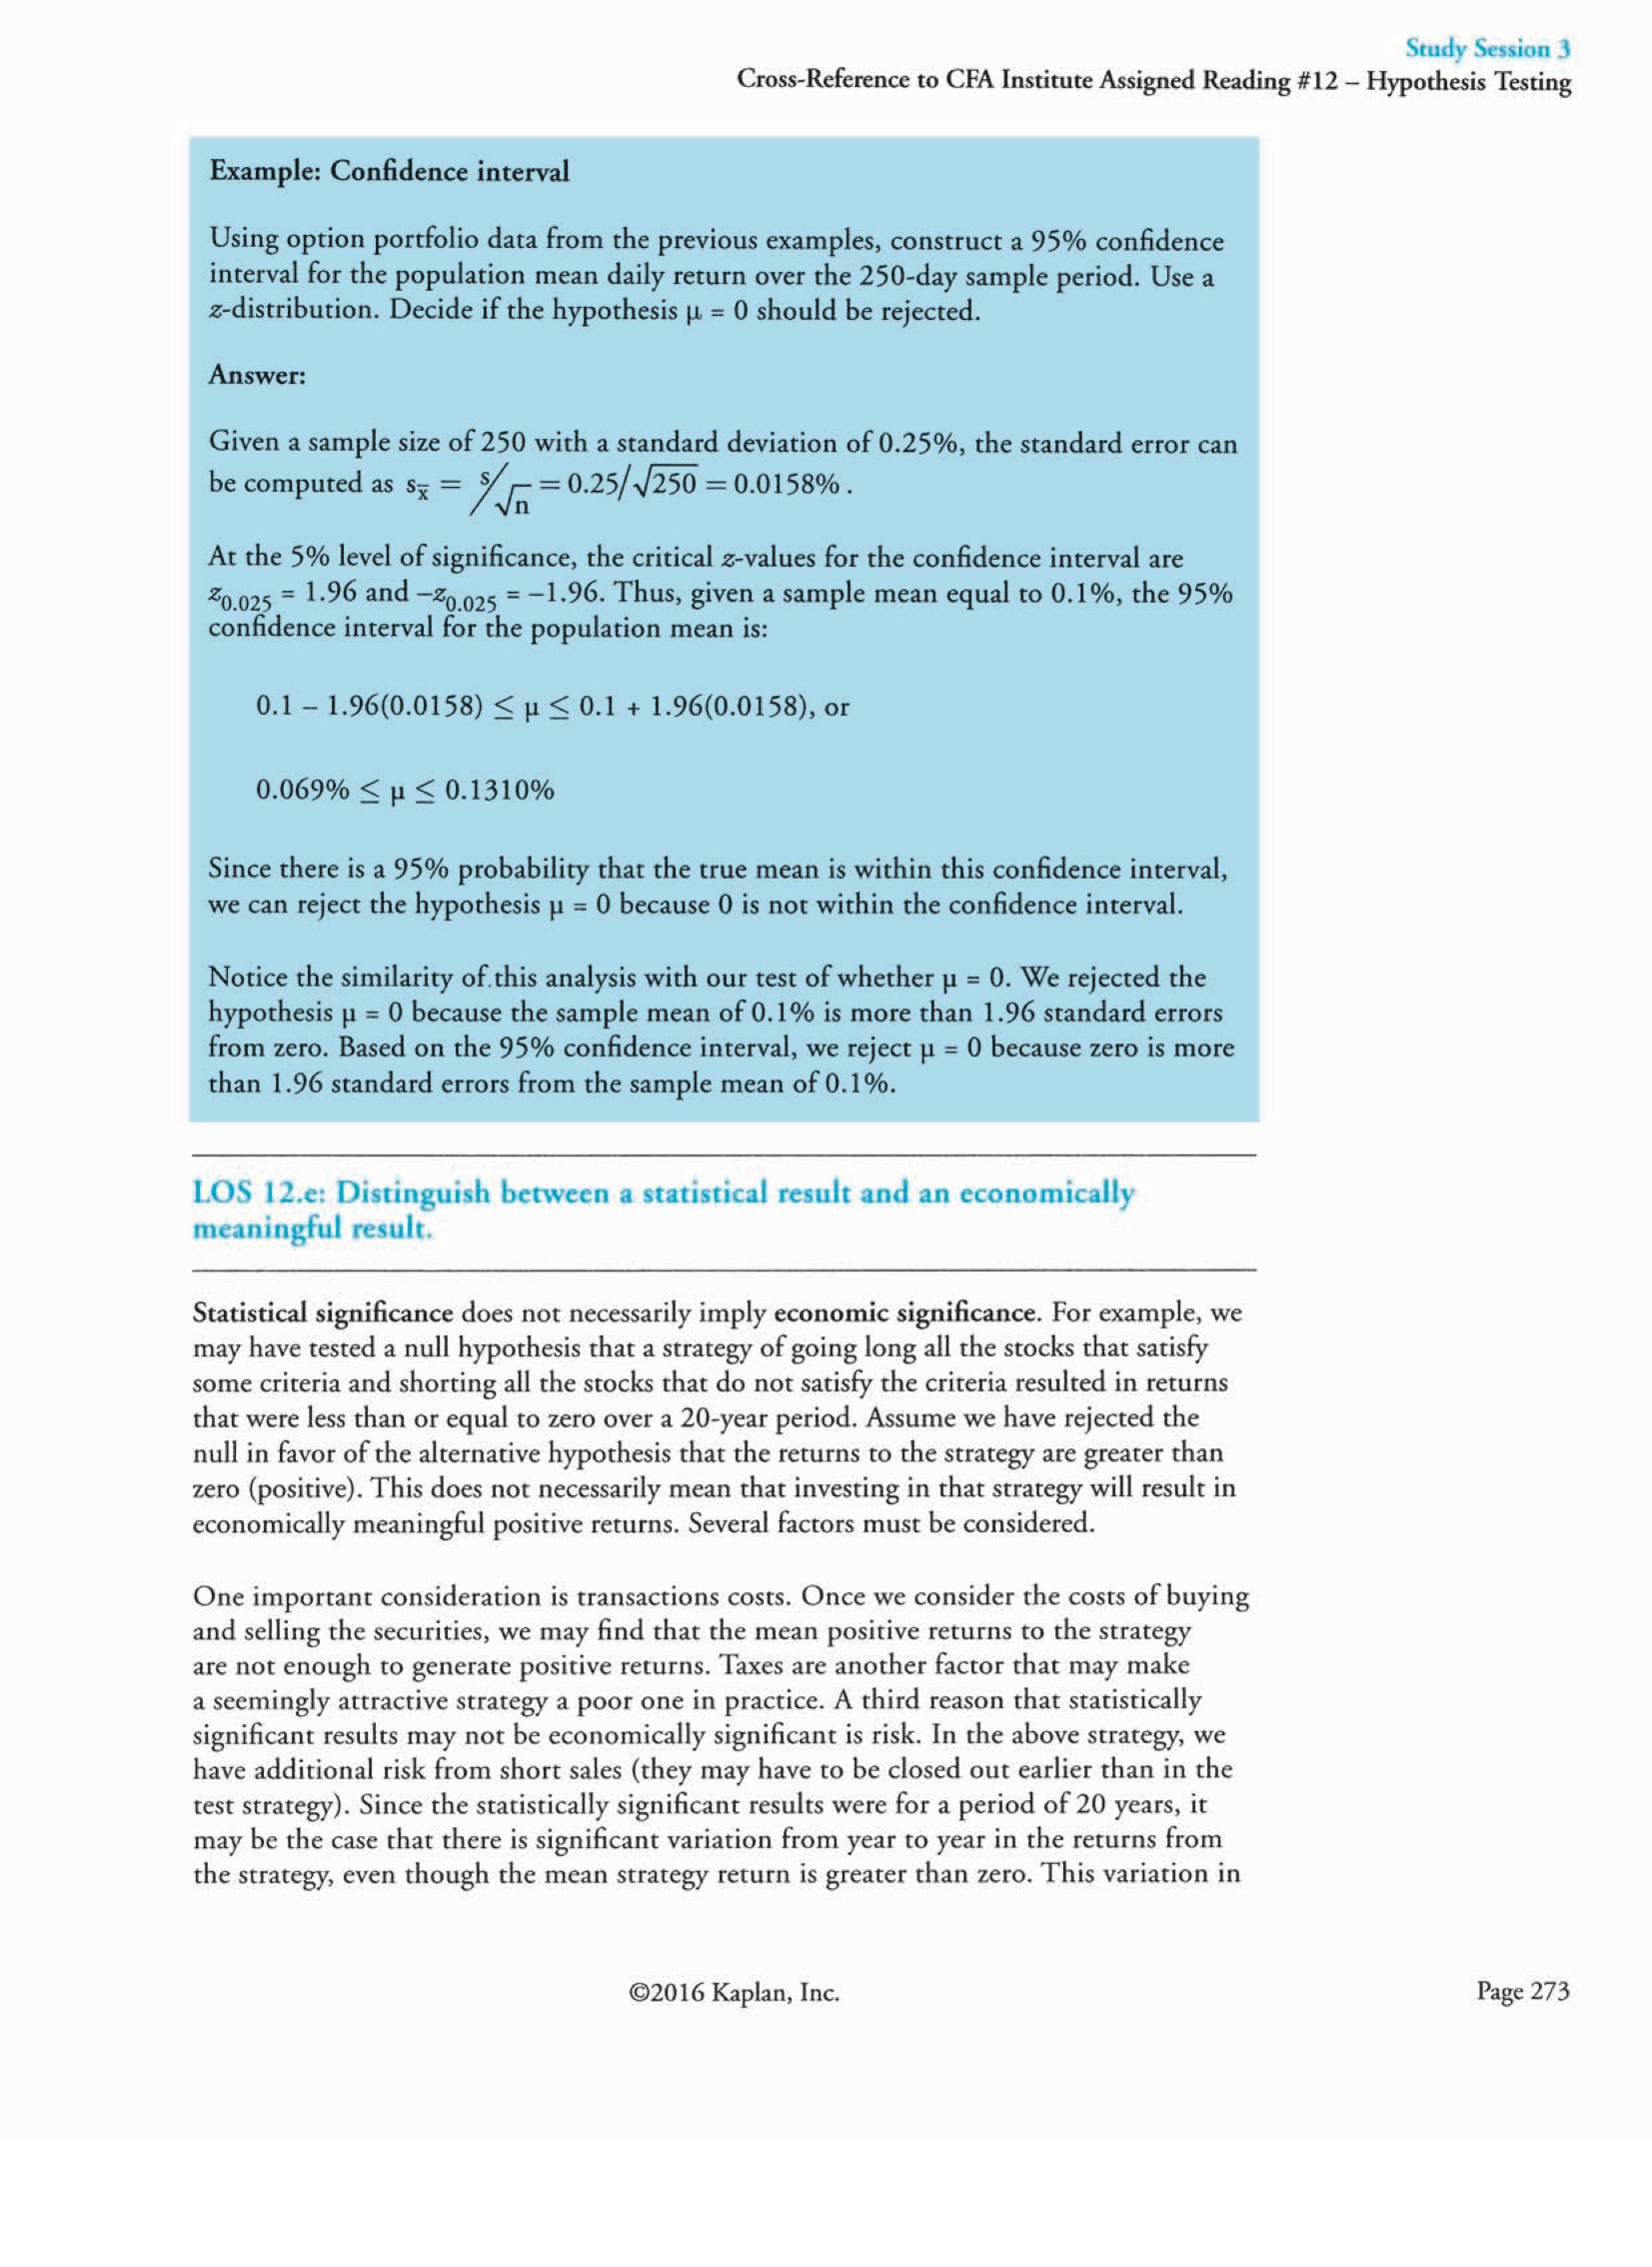 Study Session 3
Cross-Reference to CFA Institute Assigned Reading #12 – Hypothesis Testing
Example: Confidence interval
Using option portfolio data from the previous examples, construct a 95% confidence
interval for the population mean daily return over the 250-day sample period. Use a
z-distribution. Decide if the hypothesis μ = 0 should be rejected.
Answer:
Given a sample size of 250 with a standard deviation of 0.25%, the standard error can
be computed as s_x̄ = s/√n = 0.25/√250 = 0.0158%.
At the 5% level of significance, the critical z-values for the confidence interval are
z_0.025 = 1.96 and –z_0.025 = –1.96. Thus, given a sample mean equal to 0.1%, the 95%
confidence interval for the population mean is:
0.1 – 1.96(0.0158) ≤ μ ≤ 0.1 + 1.96(0.0158), or
0.069% ≤ μ ≤ 0.1310%
Since there is a 95% probability that the true mean is within this confidence interval,
we can reject the hypothesis μ = 0 because 0 is not within the confidence interval.
Notice the similarity of.this analysis with our test of whether μ = 0. We rejected the
hypothesis μ = 0 because the sample mean of 0.1% is more than 1.96 standard errors
from zero. Based on the 95% confidence interval, we reject μ = 0 because zero is more
than 1.96 standard errors from the sample mean of 0.1%.
LOS 12.e: Distinguish between a statistical result and an economically
meaningful result.
Statistical significance does not necessarily imply economic significance. For example, we
may have tested a null hypothesis that a strategy of going long all the stocks that satisfy
some criteria and shorting all the stocks that do not satisfy the criteria resulted in returns
that were less than or equal to zero over a 20-year period. Assume we have rejected the
null in favor of the alternative hypothesis that the returns to the strategy are greater than
zero (positive). This does not necessarily mean that investing in that strategy will result in
economically meaningful positive returns. Several factors must be considered.
One important consideration is transactions costs. Once we consider the costs of buying
and selling the securities, we may find that the mean positive returns to the strategy
are not enough to generate positive returns. Taxes are another factor that may make
a seemingly attractive strategy a poor one in practice. A third reason that statistically
significant results may not be economically significant is risk. In the above strategy, we
have additional risk from short sales (they may have to be closed out earlier than in the
test strategy). Since the statistically significant results were for a period of 20 years, it
may be the case that there is significant variation from year to year in the returns from
the strategy, even though the mean strategy return is greater than zero. This variation in
©2016 Kaplan, Inc.
Page 273